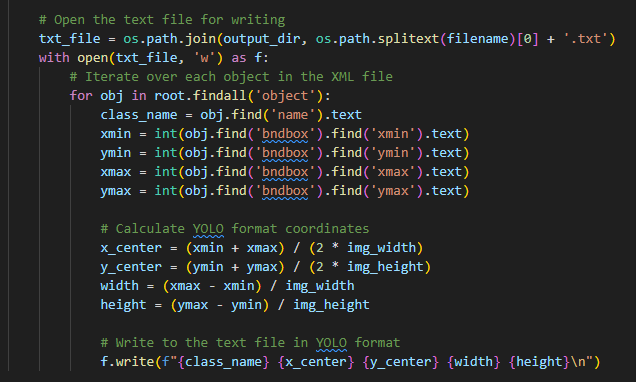 # Open the text file for writing
txt_file = os.path.join(output_dir, os.path.splitext(filename)[0] + '.txt')
with open(txt_file, 'w') as f:
    # Iterate over each object in the XML file
    for obj in root.findall('object'):
        class_name = obj.find('name').text
        xmin = int(obj.find('bndbox').find('xmin').text)
        ymin = int(obj.find('bndbox').find('ymin').text)
        xmax = int(obj.find('bndbox').find('xmax').text)
        ymax = int(obj.find('bndbox').find('ymax').text)

        # Calculate YOLO format coordinates
        x_center = (xmin + xmax) / (2 * img_width)
        y_center = (ymin + ymax) / (2 * img_height)
        width = (xmax - xmin) / img_width
        height = (ymax - ymin) / img_height

        # Write to the text file in YOLO format
        f.write(f"{class_name} {x_center} {y_center} {width} {height}\n")